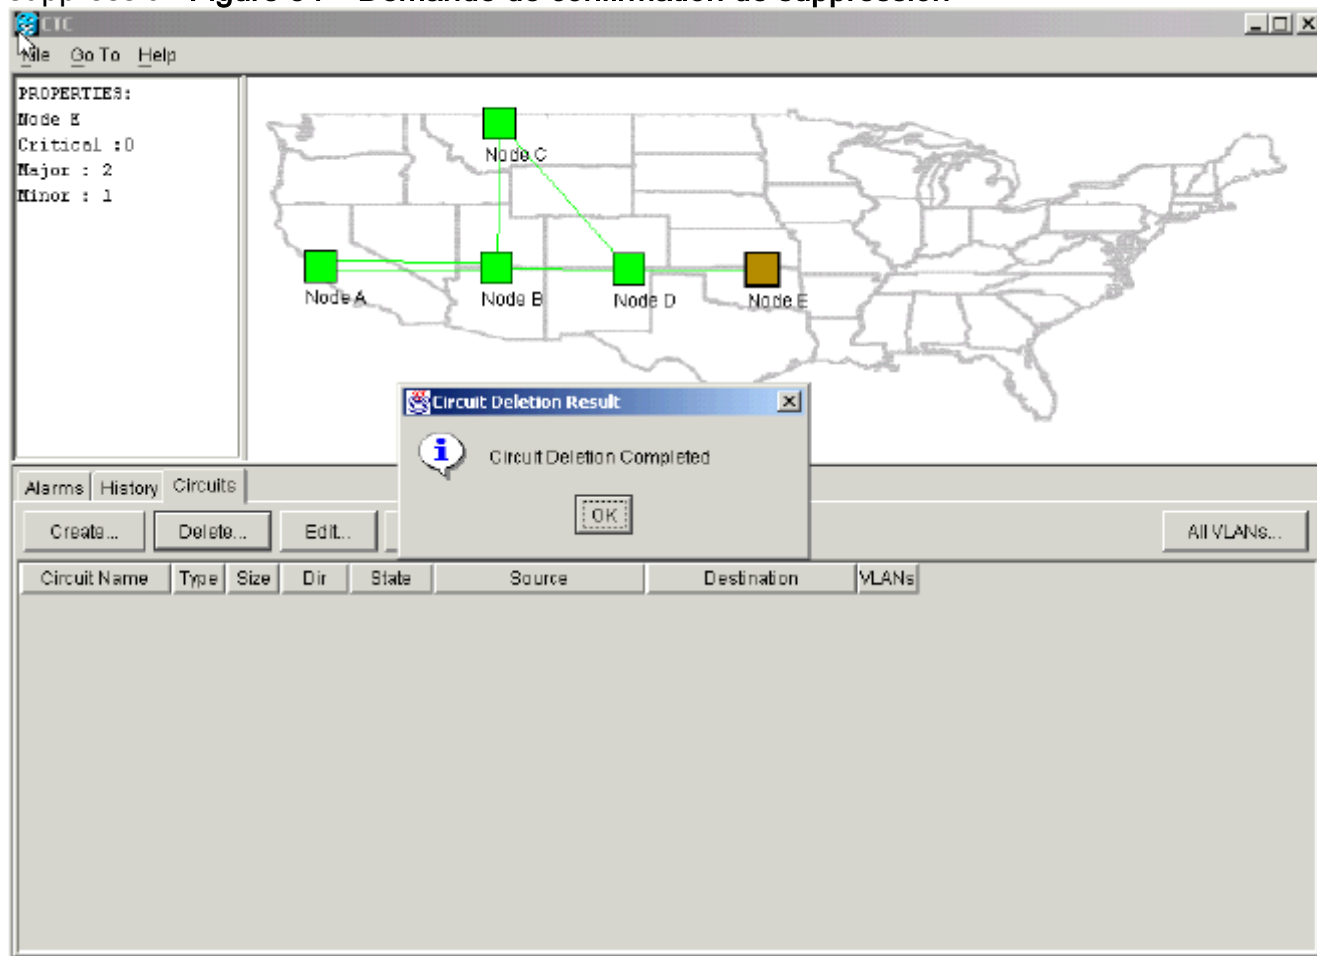 CTC
File Go To Help
PROPERTIES:
Node E
Critical :0
Major : 2
Minor : 1
Node C
Node A
Node B
Node D
Node E
Circuit Deletion Result
Circuit Deletion Completed
OK
Alarms History Circuits
Create... Delete... Edit... All VLANs...
Circuit Name Type Size Dir State Source Destination VLANs